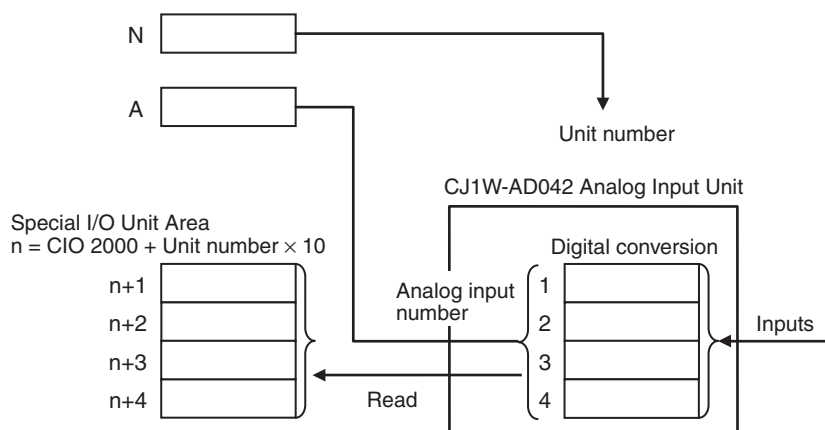 N
A
Unit number
CJ1W-AD042 Analog Input Unit
Special I/O Unit Area
n = CIO 2000 + Unit number × 10
Digital conversion
n+1
n+2
n+3
n+4
Analog input
number
1
2
3
4
Inputs
Read